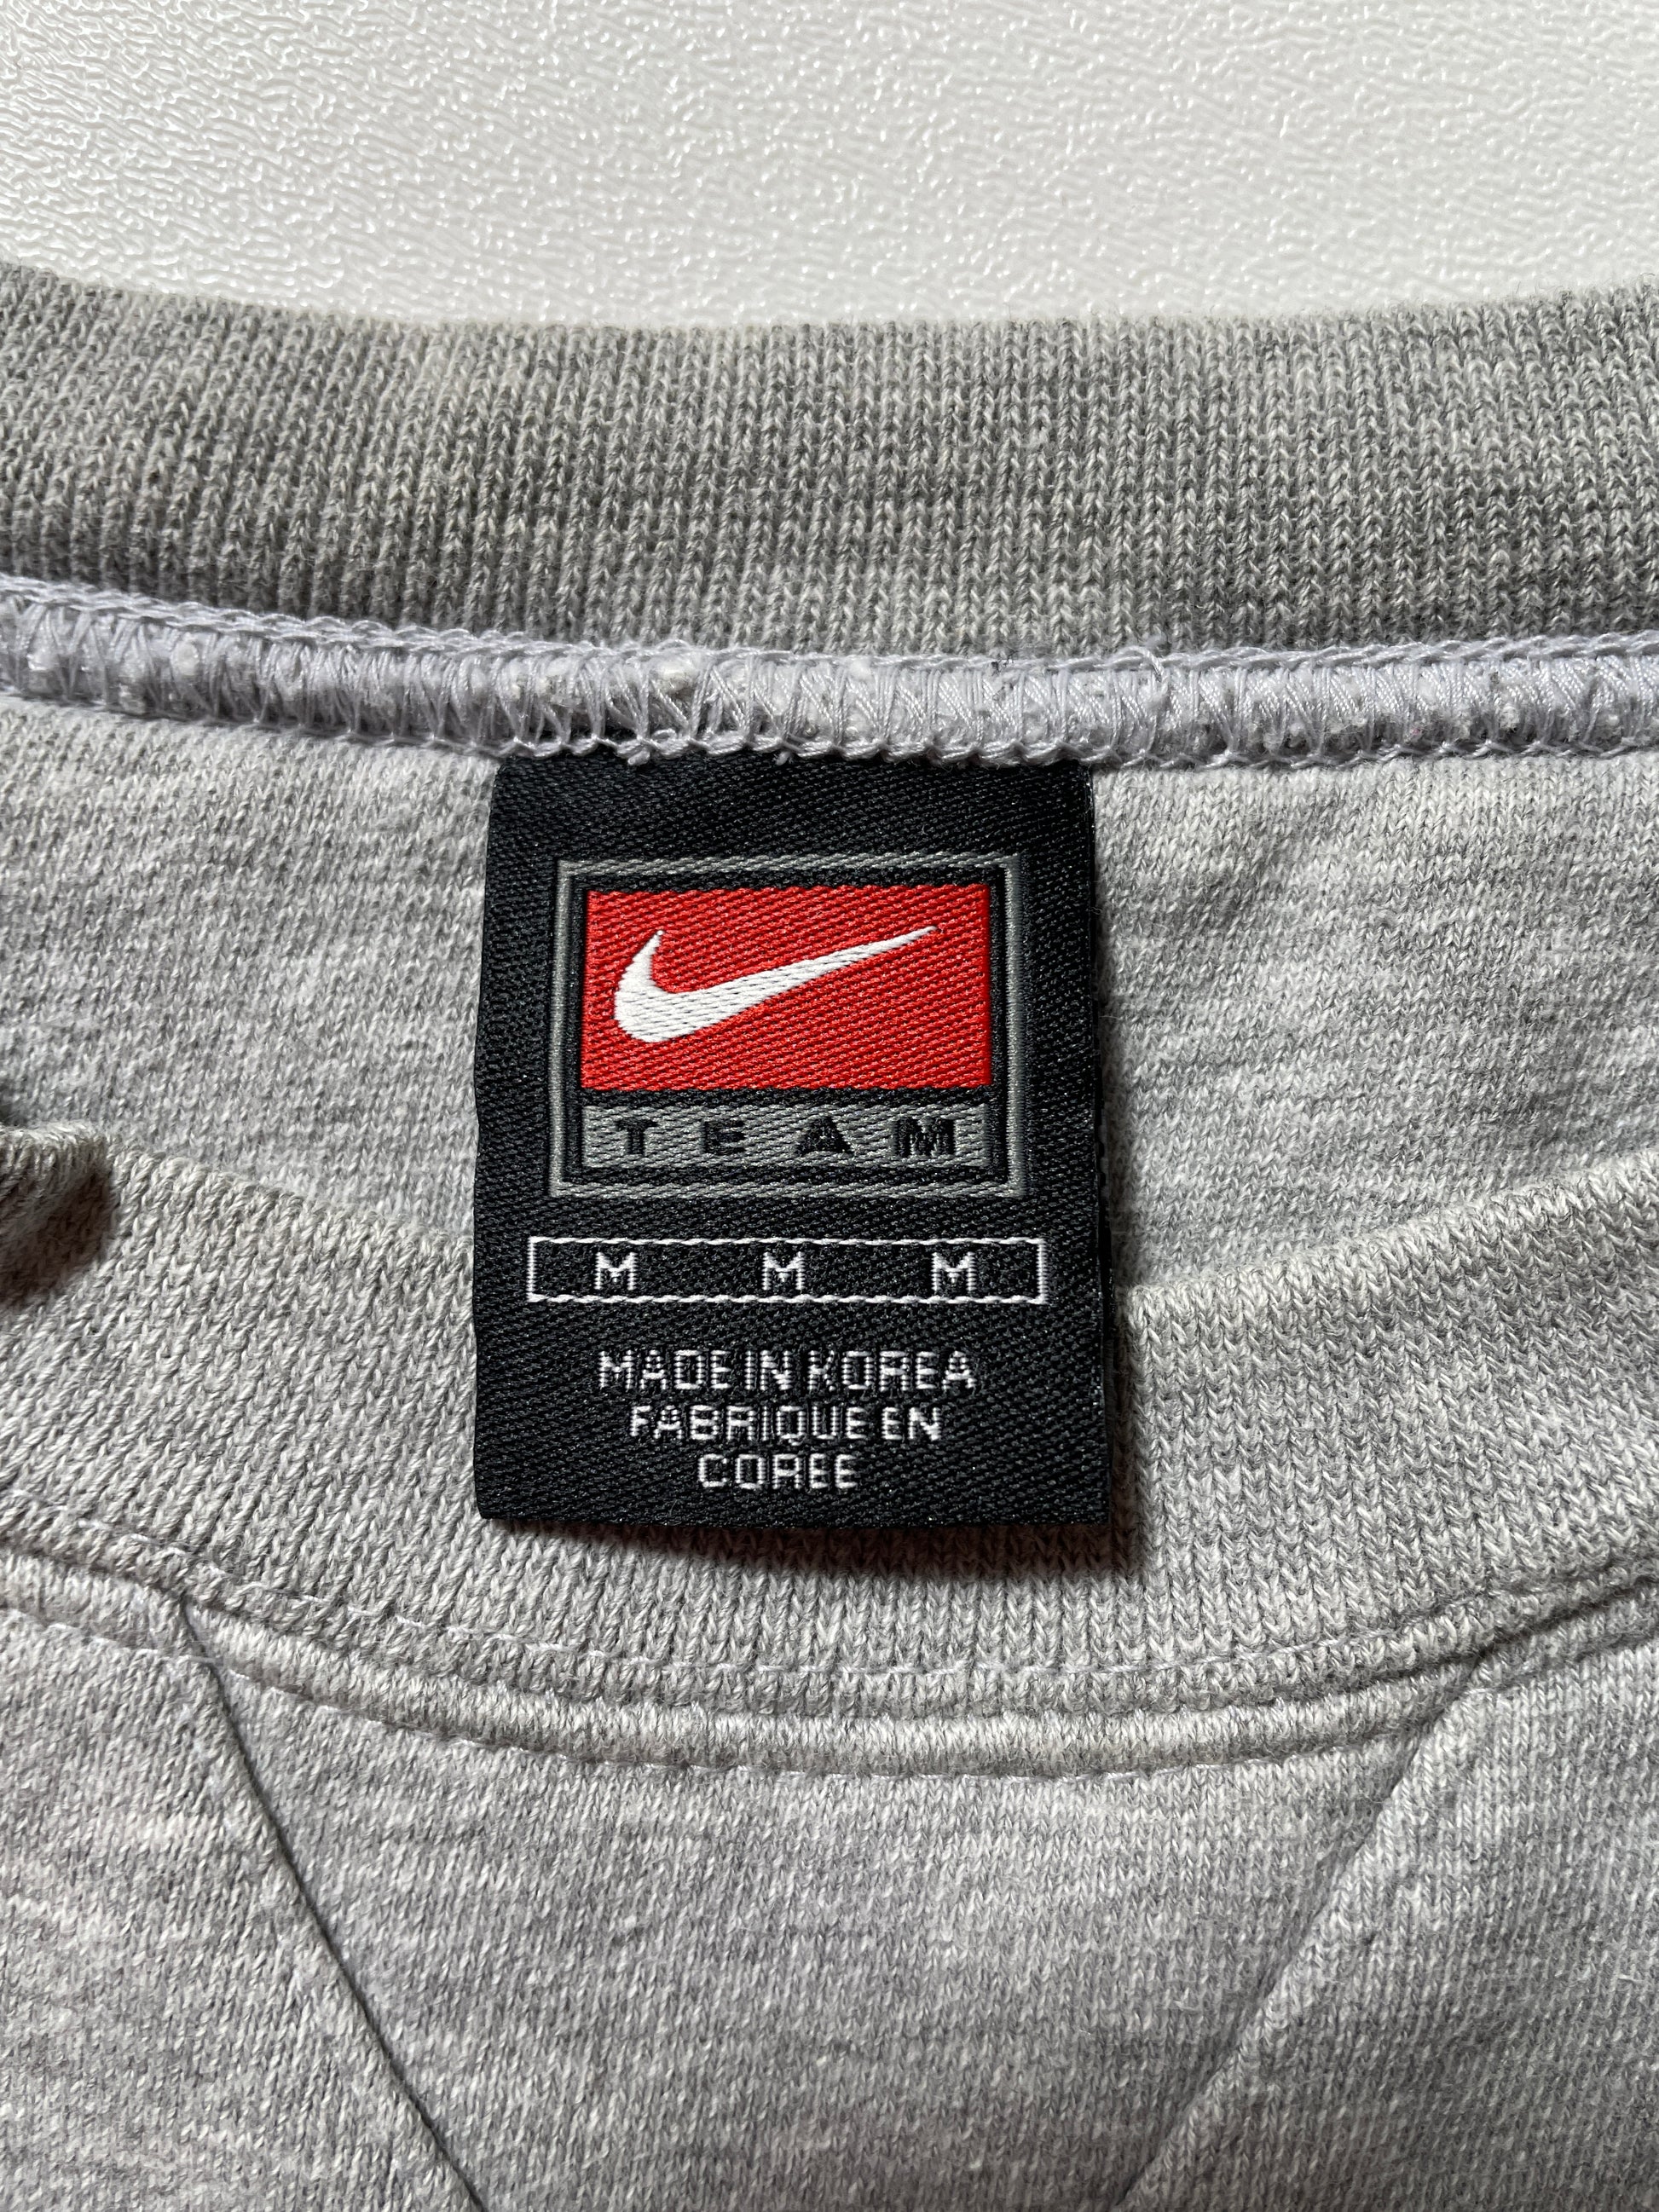 TEAM
M M M
MADE IN KOREA
FABRIQUE EN
COREE